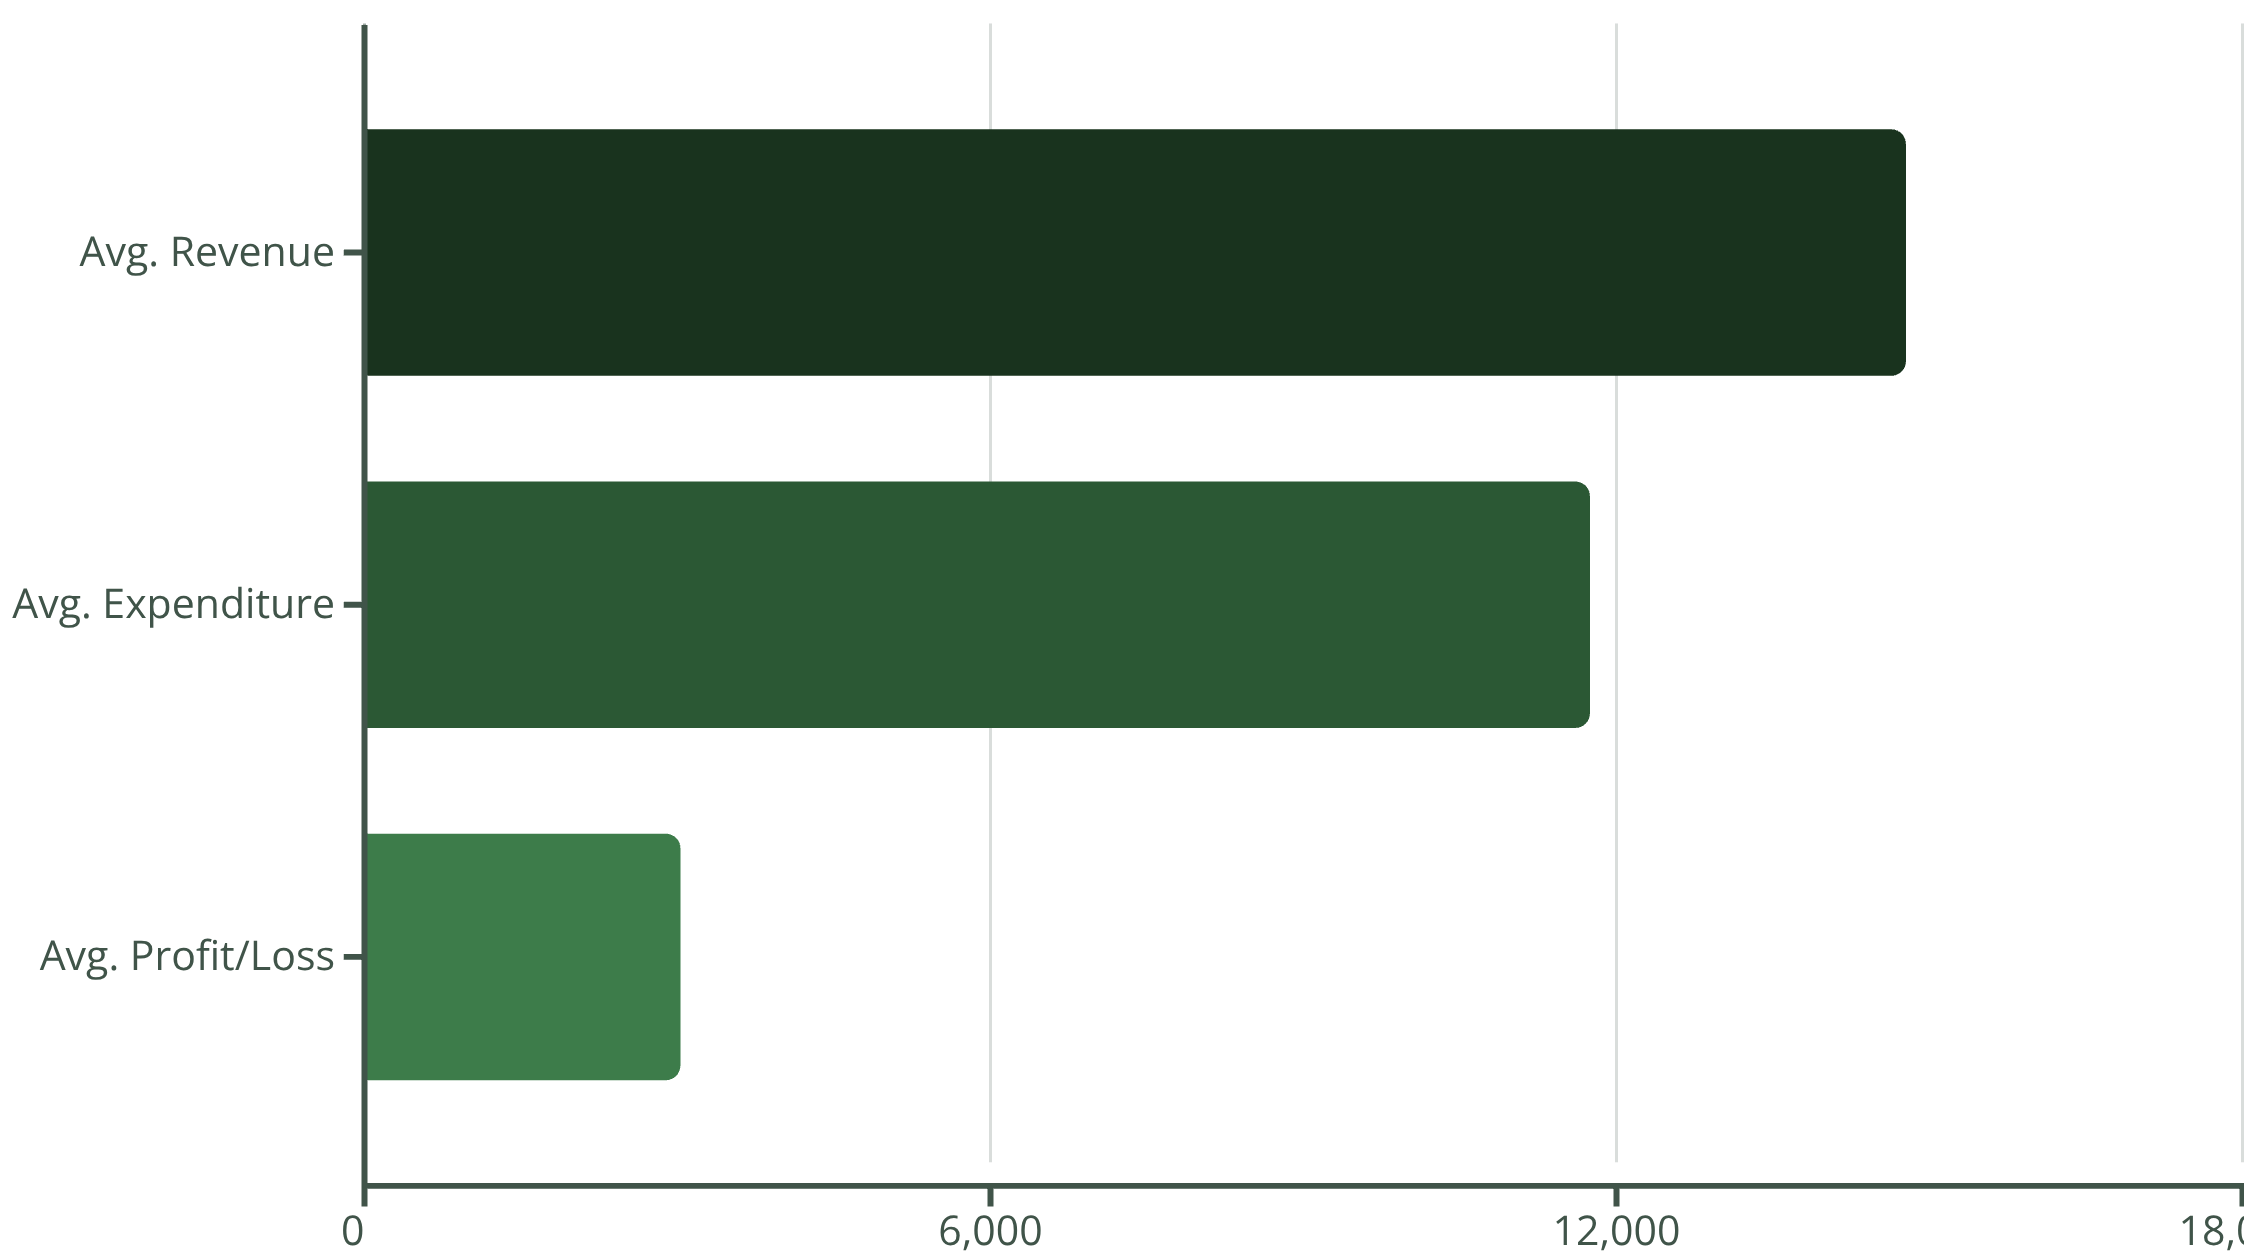 Avg. Revenue
Avg. Expenditure
Avg. Profit/Loss
0 6,000 12,000